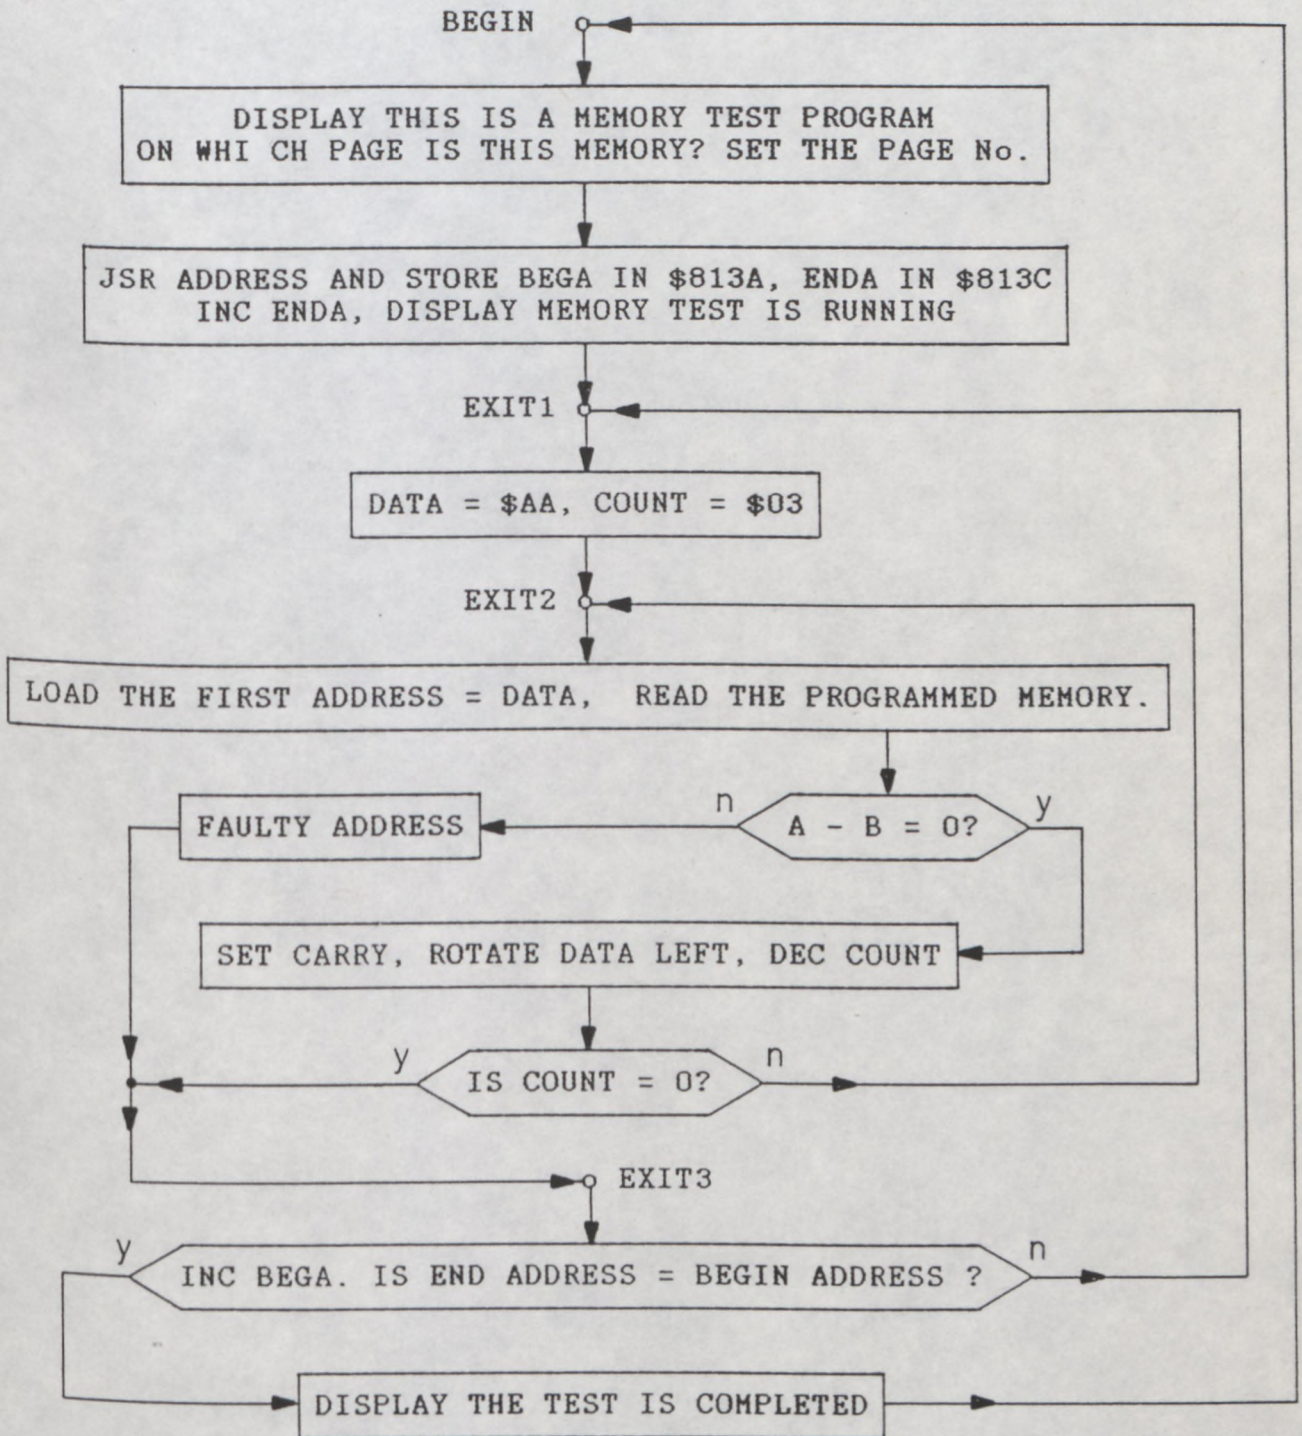 BEGIN
DISPLAY THIS IS A MEMORY TEST PROGRAM
ON WHI CH PAGE IS THIS MEMORY? SET THE PAGE No.
JSR ADDRESS AND STORE BEGA IN $813A, ENDA IN $813C
INC ENDA, DISPLAY MEMORY TEST IS RUNNING
EXIT1
DATA = $AA, COUNT = $03
EXIT2
LOAD THE FIRST ADDRESS = DATA, READ THE PROGRAMMED MEMORY.
n
y
FAULTY ADDRESS
A - B = 0?
SET CARRY, ROTATE DATA LEFT, DEC COUNT
y
n
IS COUNT = 0?
EXIT3
y
n
INC BEGA. IS END ADDRESS = BEGIN ADDRESS ?
DISPLAY THE TEST IS COMPLETED